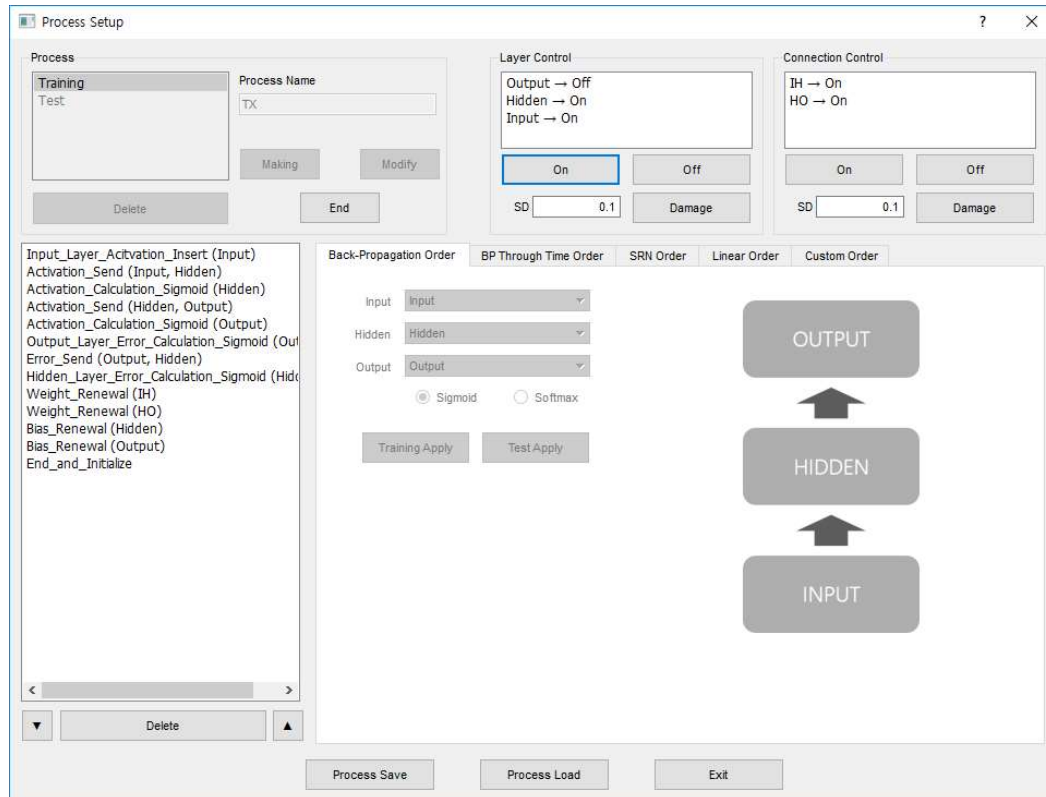 Process Setup
?
Process
Training
Test
Process Name
TX
Making
Modify
Delete
End
Layer Control
Output → Off
Hidden → On
Input → On
On
Off
SD
0.1
Damage
Connection Control
IH → On
HO → On
On
Off
SD
0.1
Damage
Input_Layer_Acitvation_Insert (Input)
Activation_Send (Input, Hidden)
Activation_Calculation_Sigmoid (Hidden)
Activation_Send (Hidden, Output)
Activation_Calculation_Sigmoid (Output)
Output_Layer_Error_Calculation_Sigmoid (Out
Error_Send (Output, Hidden)
Hidden_Layer_Error_Calculation_Sigmoid (Hidd
Weight_Renewal (IH)
Weight_Renewal (HO)
Bias_Renewal (Hidden)
Bias_Renewal (Output)
End_and_Initialize
▼
Delete
▲
Back-Propagation Order
BP Through Time Order
SRN Order
Linear Order
Custom Order
Input
Input
Hidden
Hidden
Output
Output
Sigmoid
Softmax
Training Apply
Test Apply
OUTPUT
HIDDEN
INPUT
Process Save
Process Load
Exit